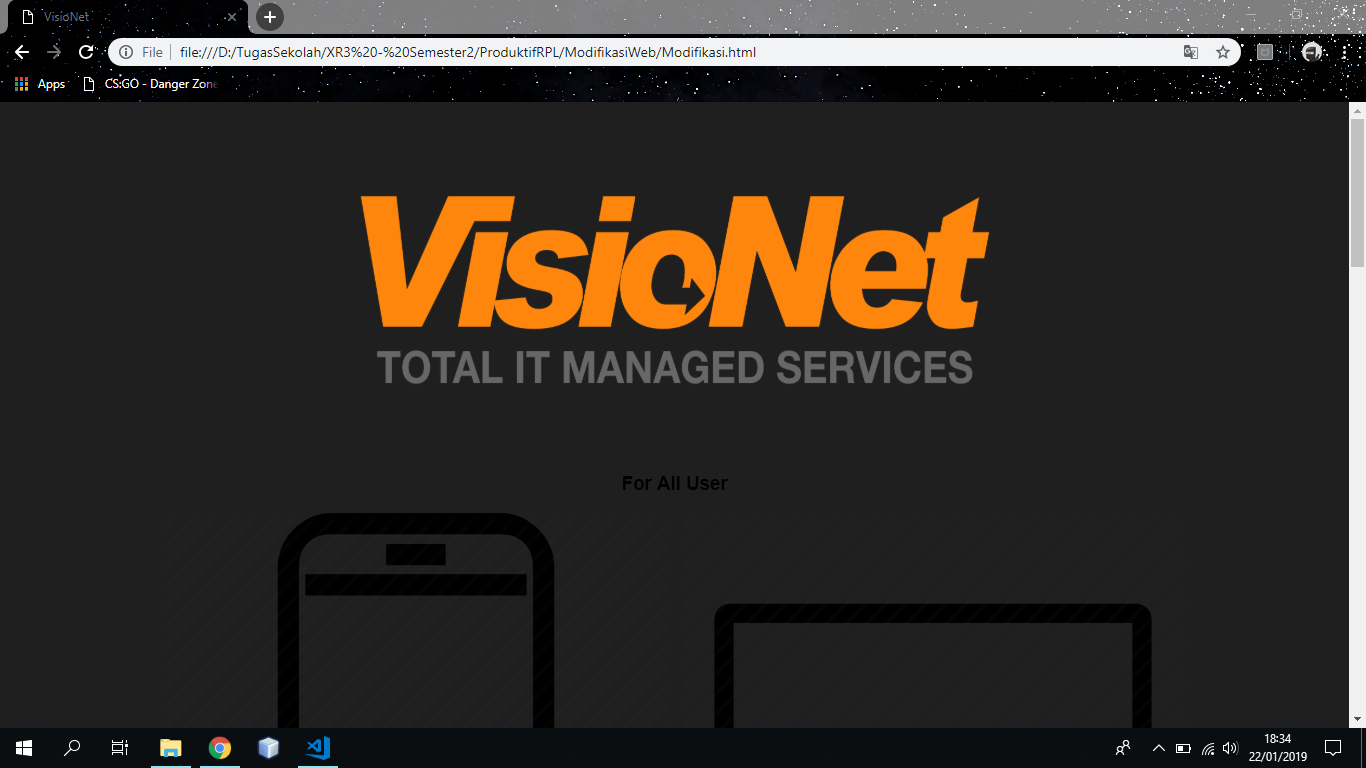 VisioNet
File file:///D:/TugasSekolah/XR3%20-%20Semester2/ProduktifRPL/ModifikasiWeb/Modifikasi.html
Apps CS:GO - Danger Zone
VisioNet
TOTAL IT MANAGED SERVICES
For All User
18:34
22/01/2019